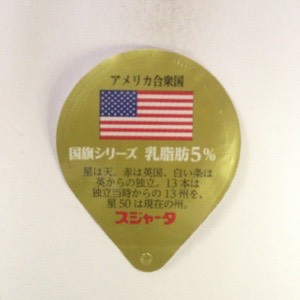 アメリカ合衆国
国旗シリーズ 乳脂肪5%
星は天、赤は英国、白い条は
英からの独立。13本は
独立当時からの13州を、
星50は現在の州。
スジャータ